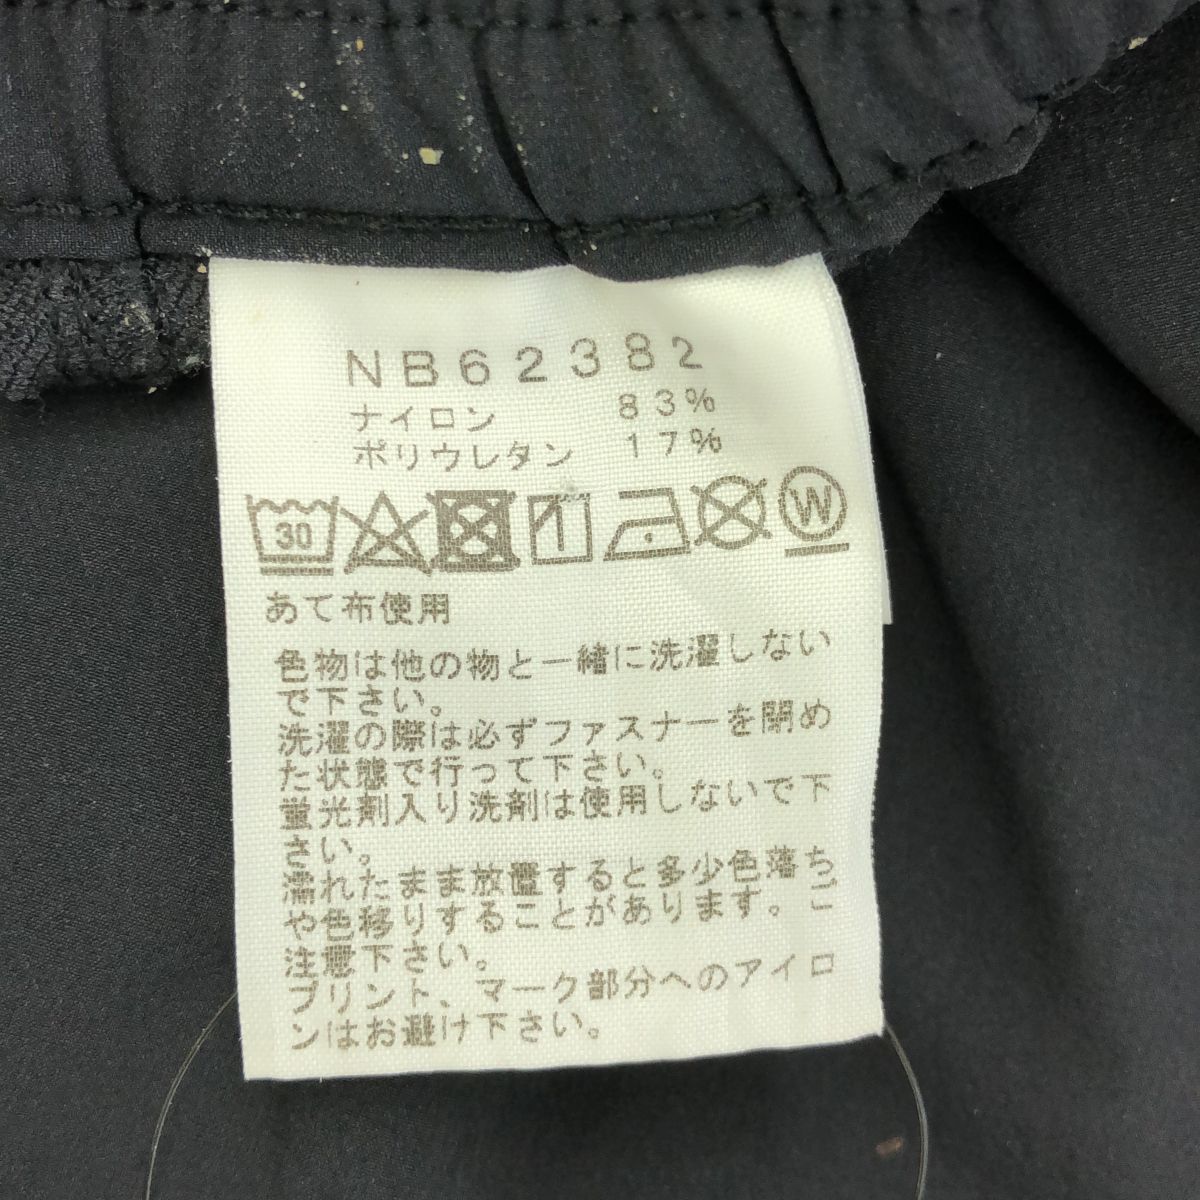 NB62382
ナイロン 83%
ポリウレタン 17%
30 W
あて布使用
色物は他の物と一緒に洗濯しない
で下さい。
洗濯の際は必ずファスナーを閉め
た状態で行って下さい。
蛍光剤入り洗剤は使用しないで下
さい。
濡れたまま放置すると多少色落ち
や色移りすることがあります。ご
注意下さい。
プリント、マーク部分へのアイロ
ンはお避け下さい。